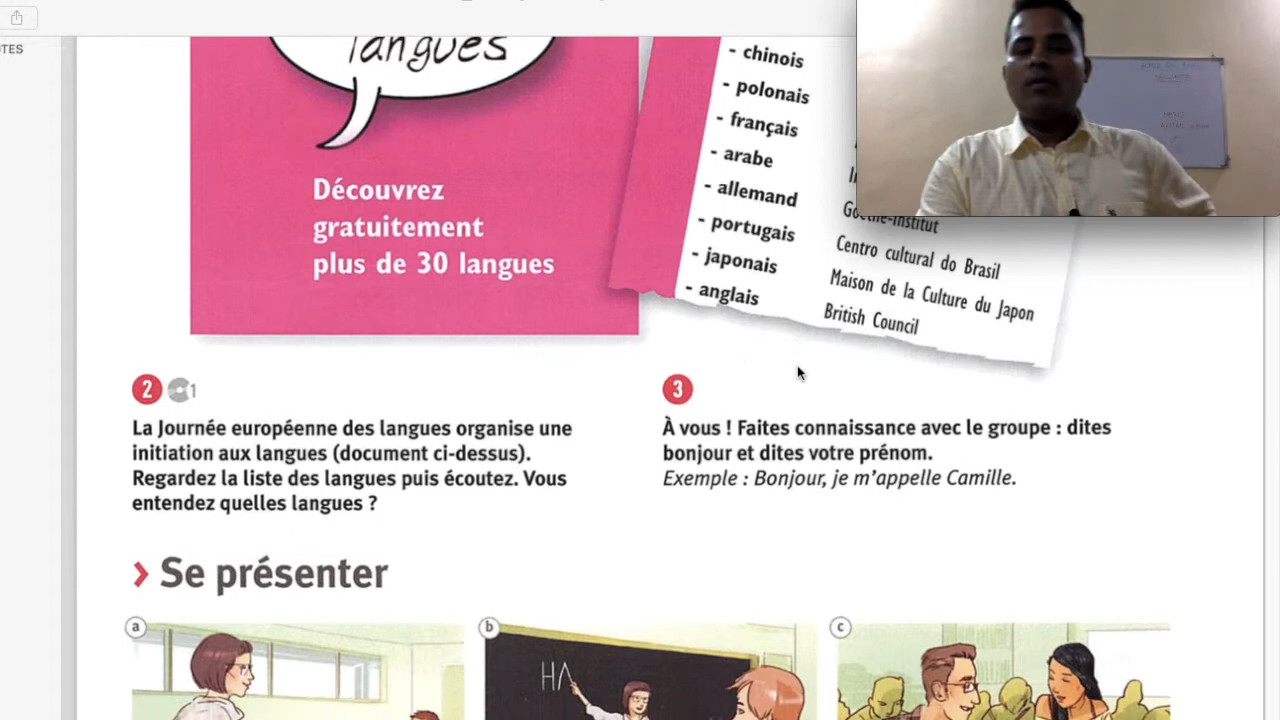 TES
langues
Découvrez
gratuitement
plus de 30 langues
- chinois
- polonais
- français
- arabe
- allemand
- portugais
- japonais
- anglais
Goethe-Institut
Centro cultural do Brasil
Maison de la Culture du Japon
British Council
2 1
La Journée européenne des langues organise une
initiation aux langues (document ci-dessus).
Regardez la liste des langues puis écoutez. Vous
entendez quelles langues ?
3
À vous ! Faites connaissance avec le groupe : dites
bonjour et dites votre prénom.
Exemple : Bonjour, je m'appelle Camille.
› Se présenter
a
b
c
HA